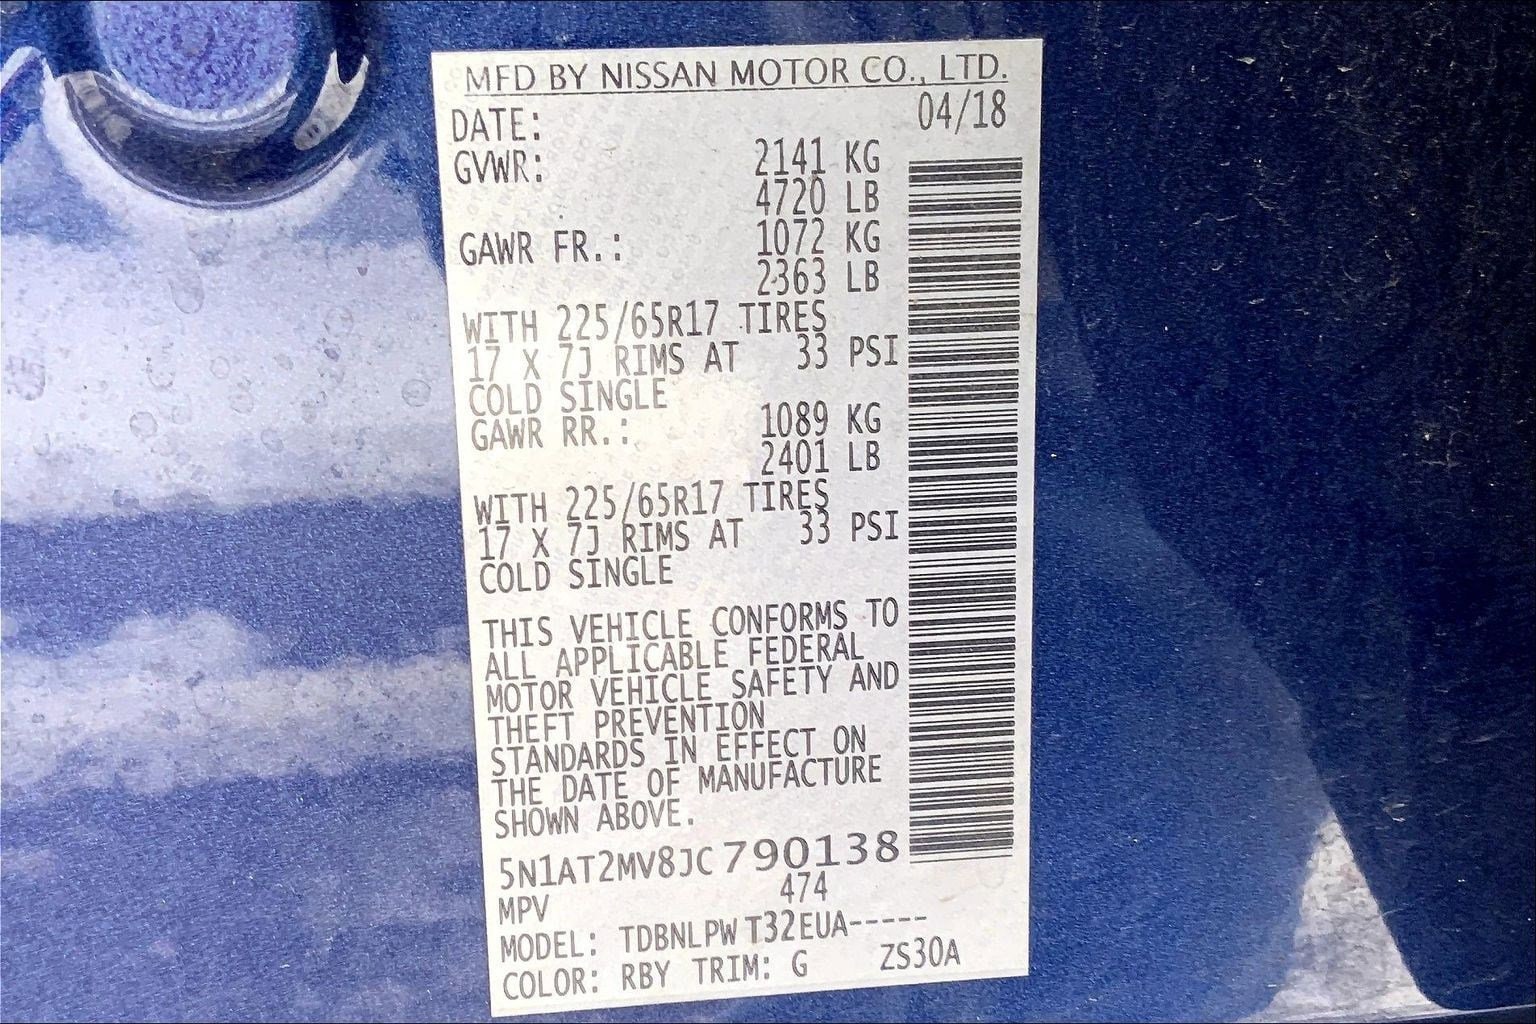 MFD BY NISSAN MOTOR CO., LTD.
DATE: 04/18
GVWR: 2141 KG
4720 LB
GAWR FR.: 1072 KG
2363 LB
WITH 225/65R17 TIRES
17 X 7J RIMS AT 33 PSI
COLD SINGLE
GAWR RR.: 1089 KG
2401 LB
WITH 225/65R17 TIRES
17 X 7J RIMS AT 33 PSI
COLD SINGLE
THIS VEHICLE CONFORMS TO
ALL APPLICABLE FEDERAL
MOTOR VEHICLE SAFETY AND
THEFT PREVENTION
STANDARDS IN EFFECT ON
THE DATE OF MANUFACTURE
SHOWN ABOVE.
5N1AT2MV8JC790138
MPV 474
MODEL: TDBNLPW T32EUA-----
COLOR: RBY TRIM: G ZS30A